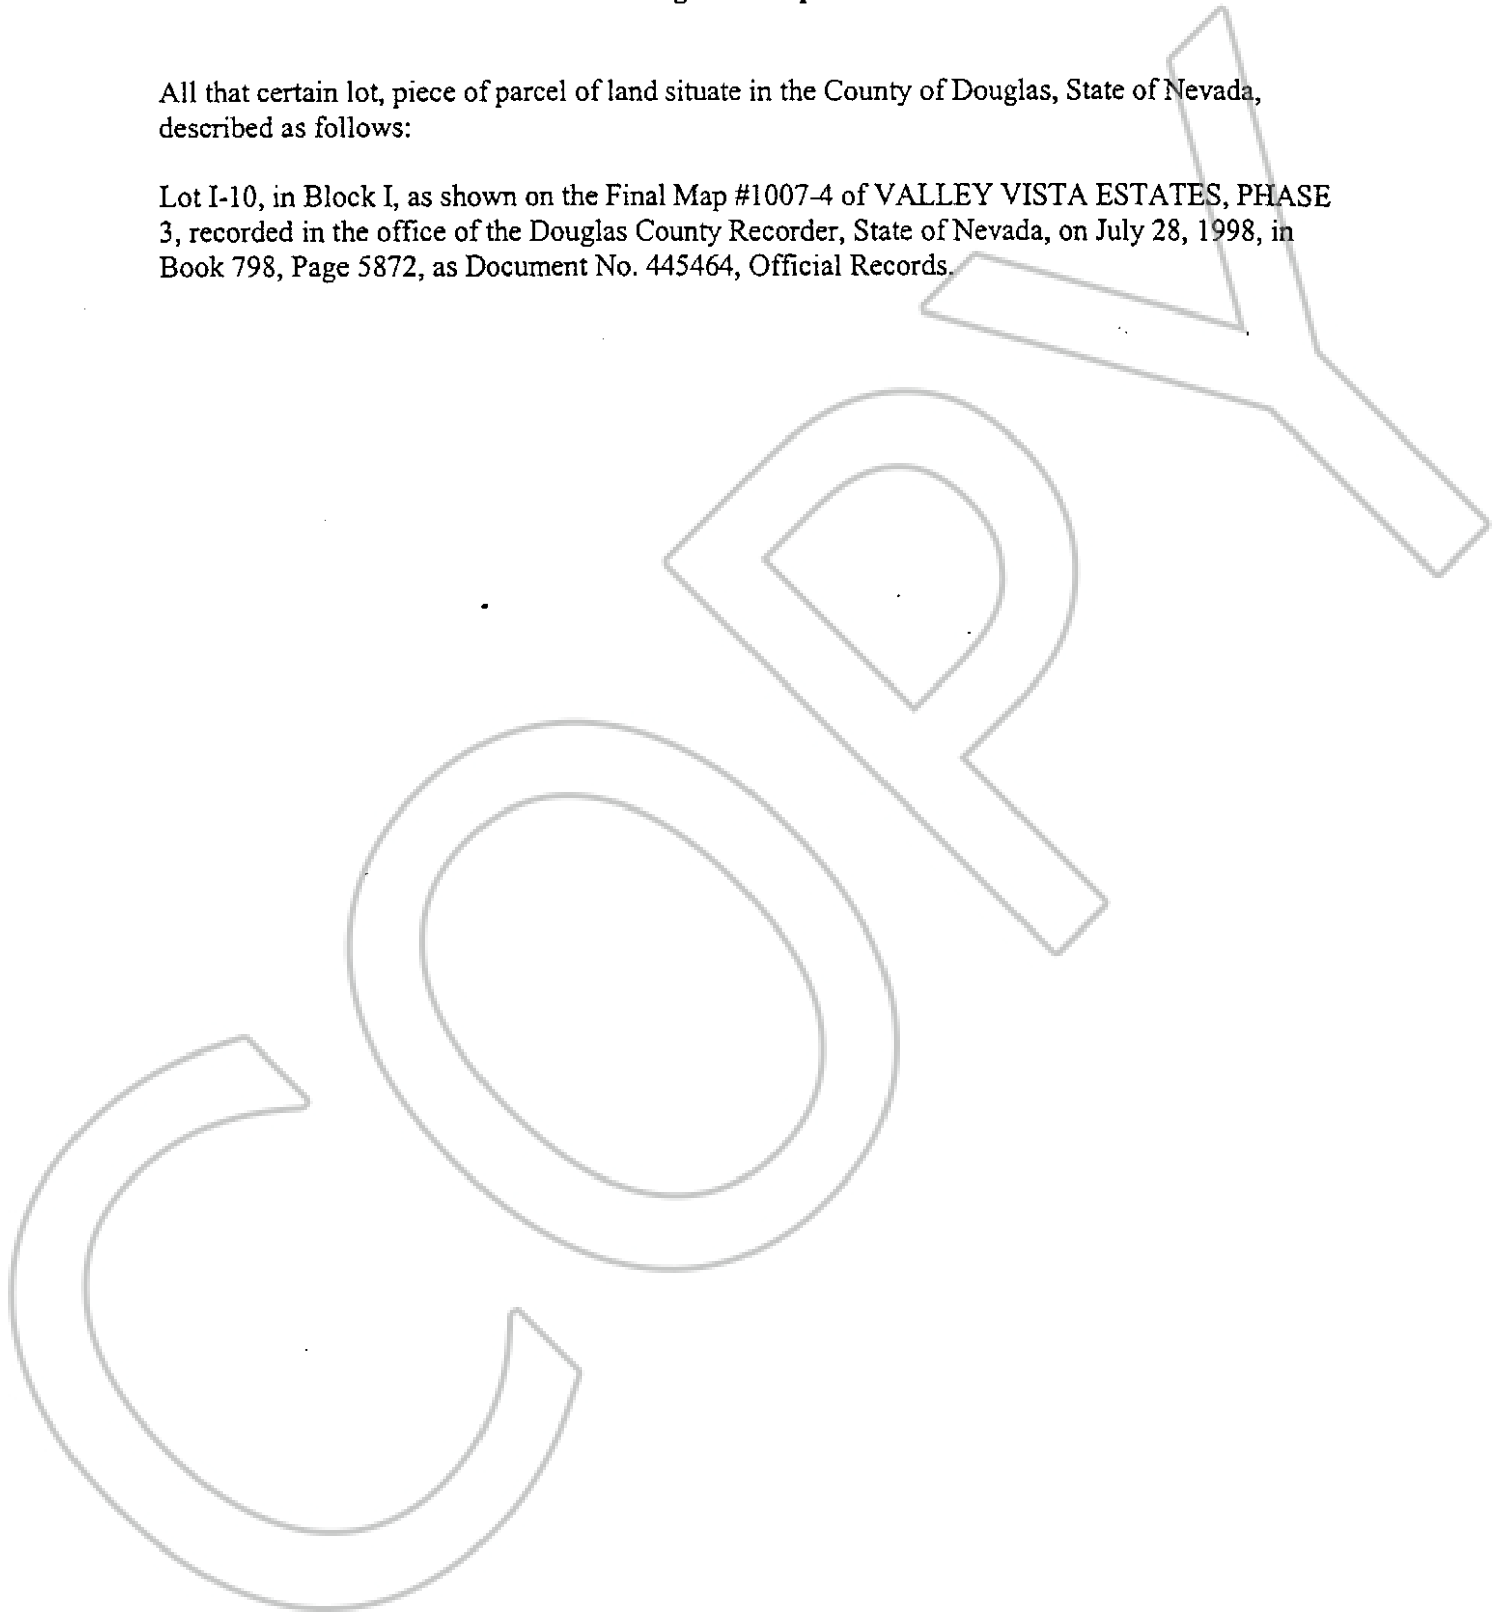 All that certain lot, piece of parcel of land situate in the County of Douglas, State of Nevada,
described as follows:
Lot I-10, in Block I, as shown on the Final Map #1007-4 of VALLEY VISTA ESTATES, PHASE
3, recorded in the office of the Douglas County Recorder, State of Nevada, on July 28, 1998, in
Book 798, Page 5872, as Document No. 445464, Official Records.
COPY